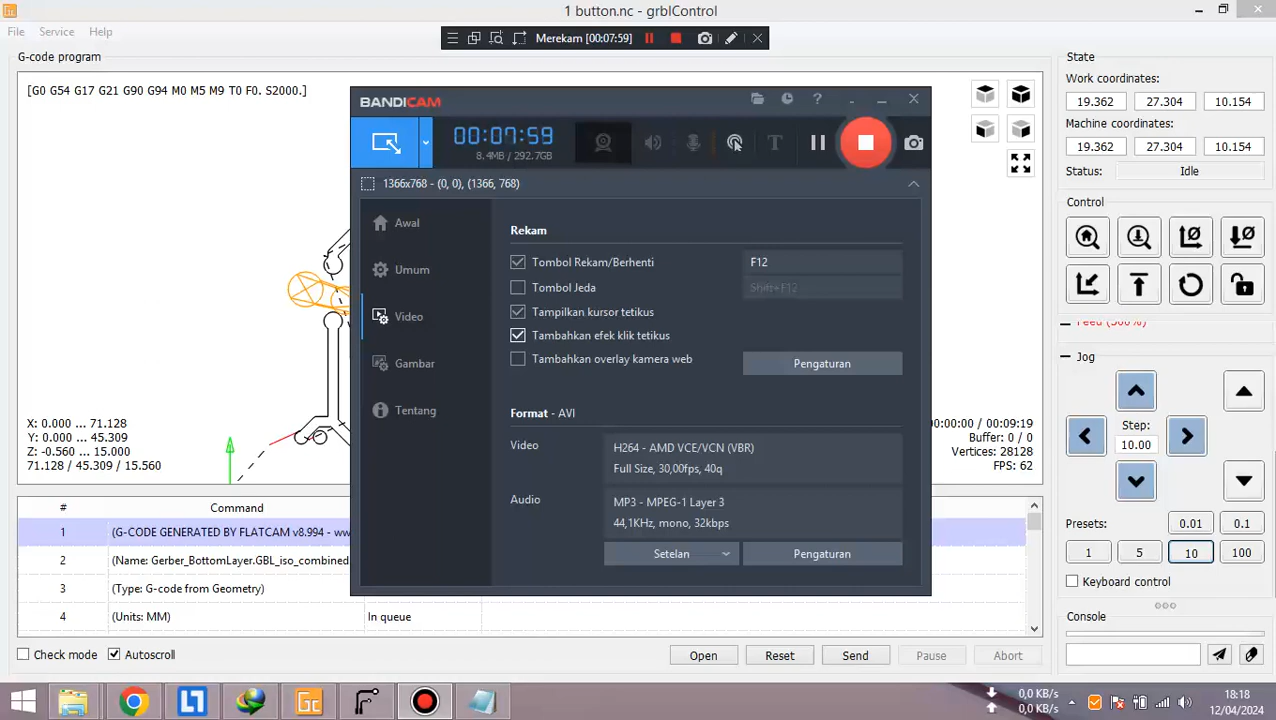 1 button.nc - grblControl
File Service Help
Merekam [00:07:59]
G-code program
[G0 G54 G17 G21 G90 G94 M0 M5 M9 T0 F0. S2000.]
X: 0.000 ... 71.128
Y: 0.000 ... 45.309
Z: -0.560 ... 15.000
71.128 / 45.309 / 15.560
00:00:00 / 00:09:19
Buffer: 0 / 0
Vertices: 28128
FPS: 62
BANDICAM
00:07:59
8.4MB / 292.7GB
1366x768 - (0, 0), (1366, 768)
Awal
Umum
Video
Gambar
Tentang
Rekam
Tombol Rekam/Berhenti F12
Tombol Jeda Shift+F12
Tampilkan kursor tetikus
Tambahkan efek klik tetikus
Tambahkan overlay kamera web Pengaturan
Format - AVI
Video H264 - AMD VCE/VCN (VBR)
Full Size, 30,00fps, 40q
Audio MP3 - MPEG-1 Layer 3
44,1KHz, mono, 32kbps
Setelan Pengaturan
# Command
1 (G-CODE GENERATED BY FLATCAM v8.994 - ww
2 (Name: Gerber_BottomLayer.GBL_iso_combined
3 (Type: G-code from Geometry)
4 (Units: MM) In queue
Check mode Autoscroll Open Reset Send Pause Abort
State
Work coordinates:
19.362 27.304 10.154
Machine coordinates:
19.362 27.304 10.154
Status: Idle
Control
Feed (300%)
Jog
Step:
10.00
Presets: 0.01 0.1
1 5 10 100
Keyboard control
Console
0,0 KB/s
0,0 KB/s
18:18
12/04/2024